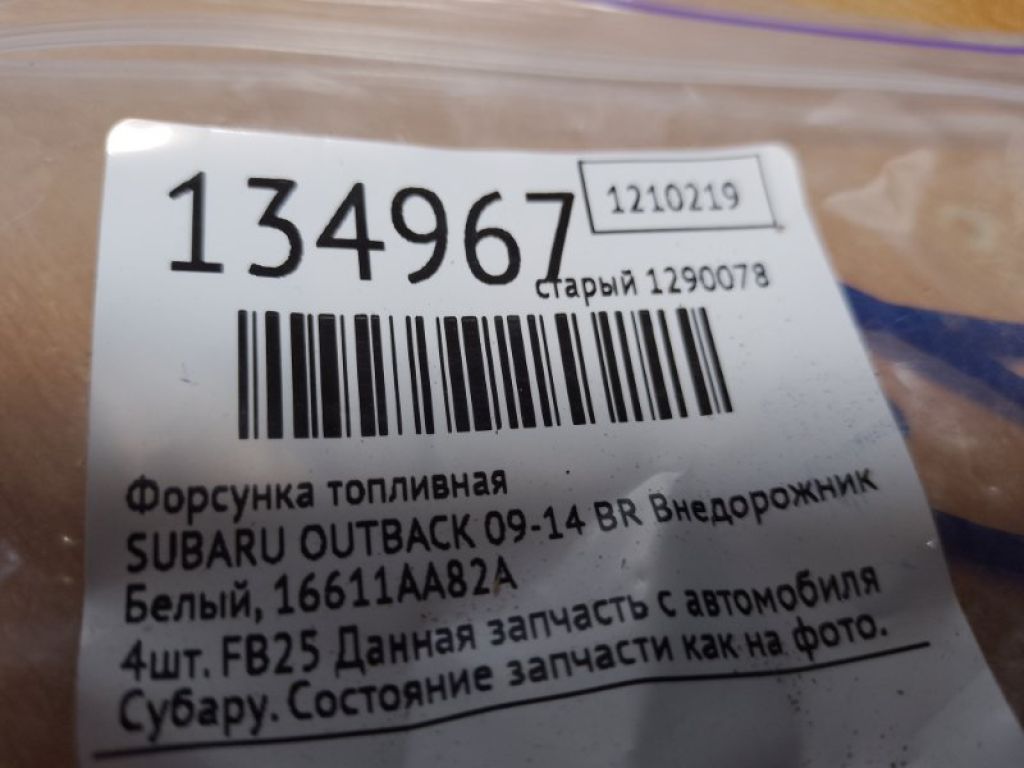 134967
1210219
старый 1290078
Форсунка топливная
SUBARU OUTBACK 09-14 BR Внедорожник
Белый, 16611AA82A
4шт. FB25 Данная запчасть с автомобиля
Субару. Состояние запчасти как на фото.